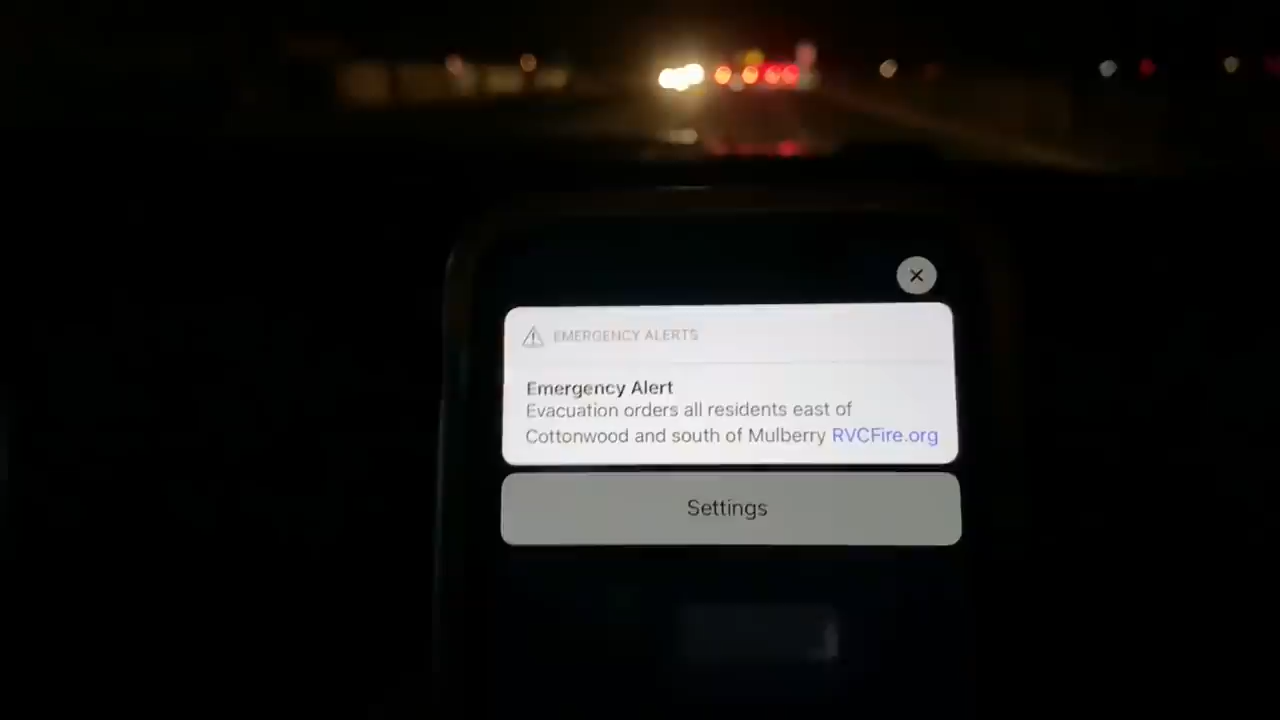 EMERGENCY ALERTS
Emergency Alert
Evacuation orders all residents east of
Cottonwood and south of Mulberry RVCFire.org
Settings